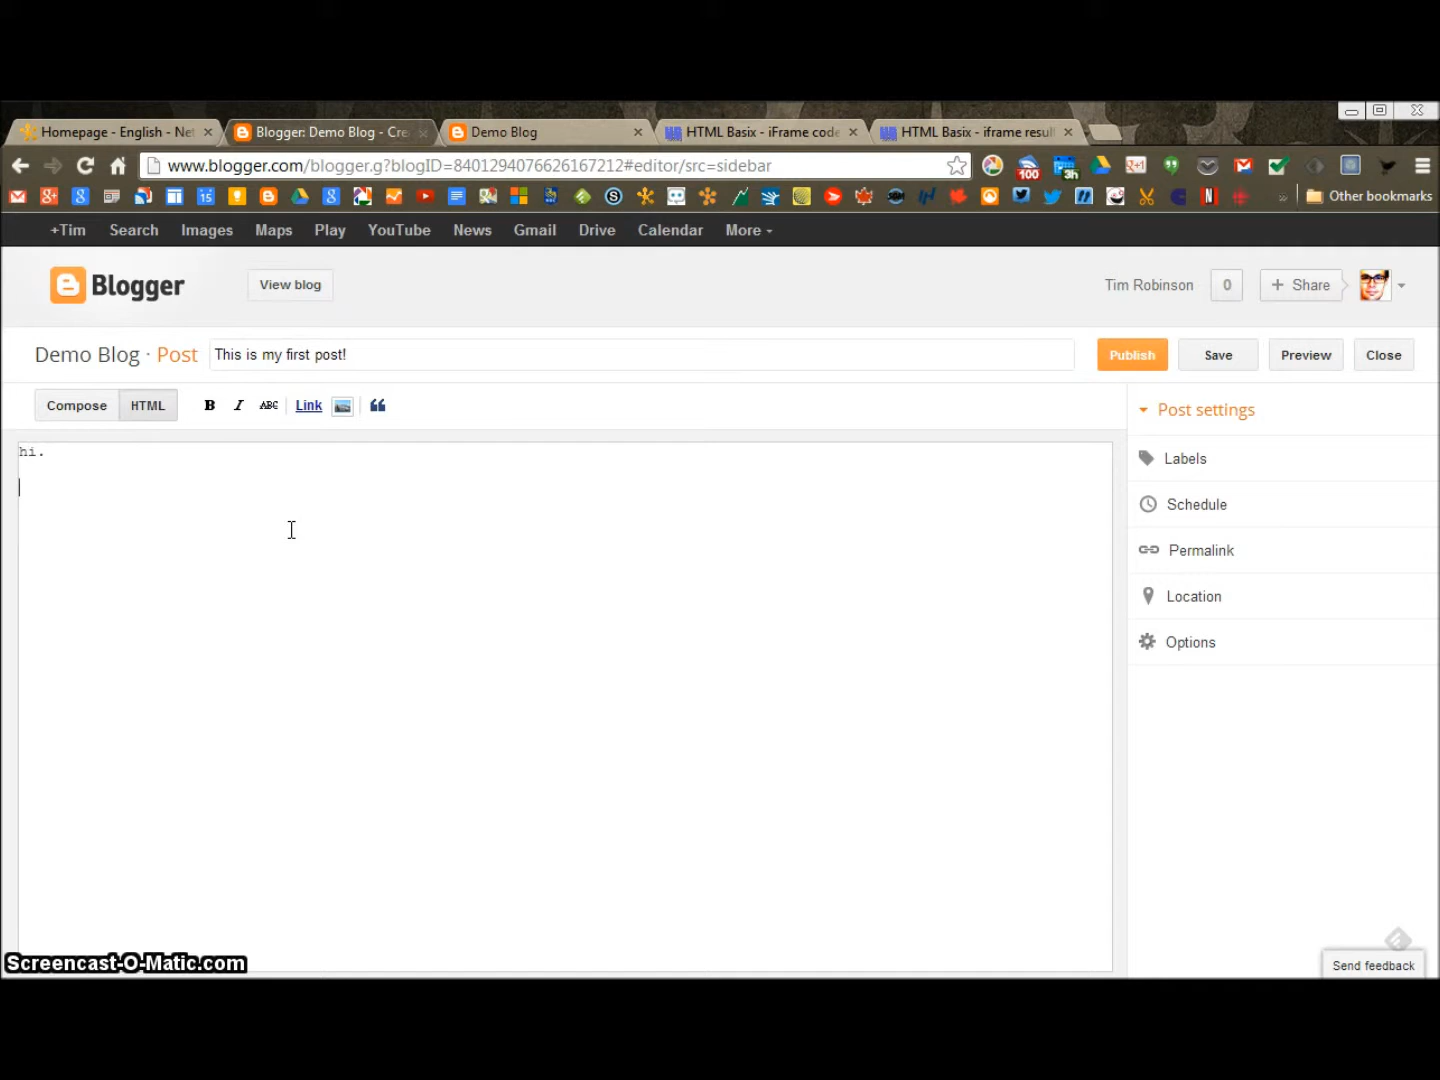 Homepage - English - Net
Blogger: Demo Blog - Cre
Demo Blog
HTML Basix - iFrame code
HTML Basix - iframe result
www.blogger.com/blogger.g?blogID=8401294076626167212#editor/src=sidebar
100
3h
Other bookmarks
+Tim Search Images Maps Play YouTube News Gmail Drive Calendar More
Blogger
View blog
Tim Robinson
0
+ Share
Demo Blog · Post
This is my first post!
Publish
Save
Preview
Close
Compose
HTML
B I ABC Link
Post settings
hi.
Labels
Schedule
Permalink
Location
Options
Screencast-O-Matic.com
Send feedback